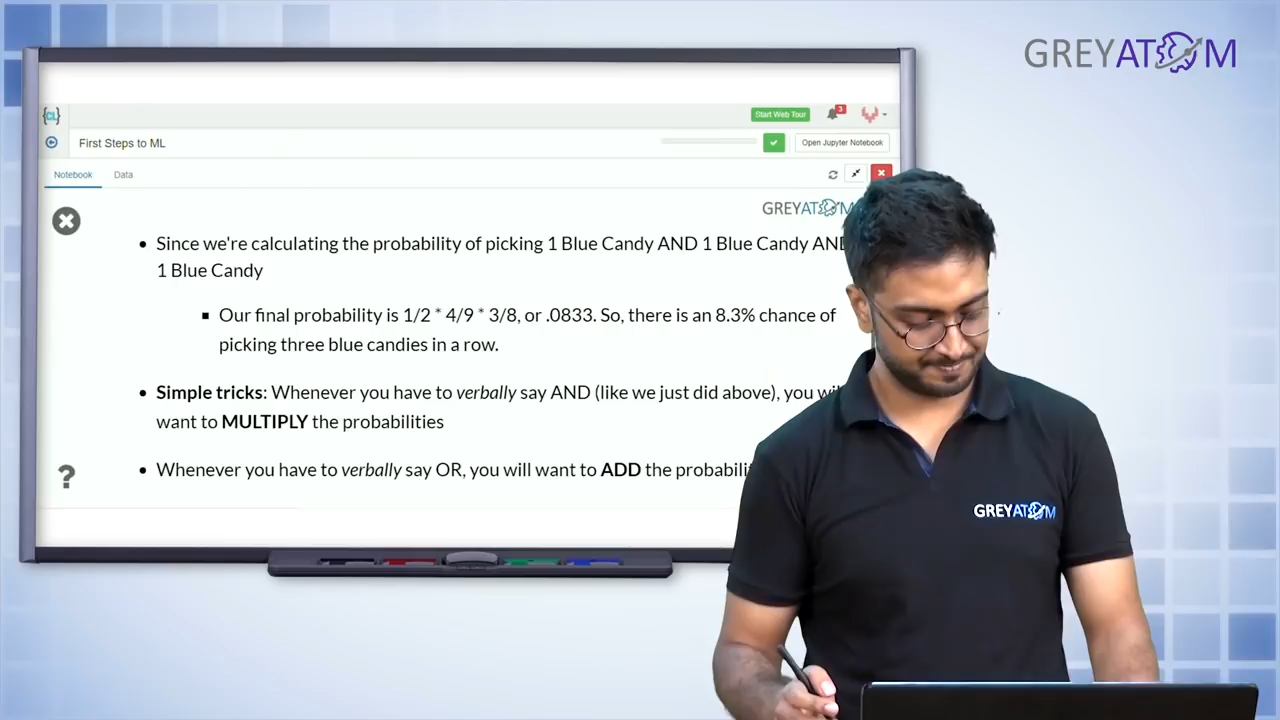 GREYATOM
{CL}
Start Web Tour
3
First Steps to ML
Open Jupyter Notebook
Notebook
Data
GREYATOM
• Since we're calculating the probability of picking 1 Blue Candy AND 1 Blue Candy AND
1 Blue Candy
▪ Our final probability is 1/2 * 4/9 * 3/8, or .0833. So, there is an 8.3% chance of
picking three blue candies in a row.
• Simple tricks: Whenever you have to verbally say AND (like we just did above), you
want to MULTIPLY the probabilities
?
• Whenever you have to verbally say OR, you will want to ADD the
GREYATOM